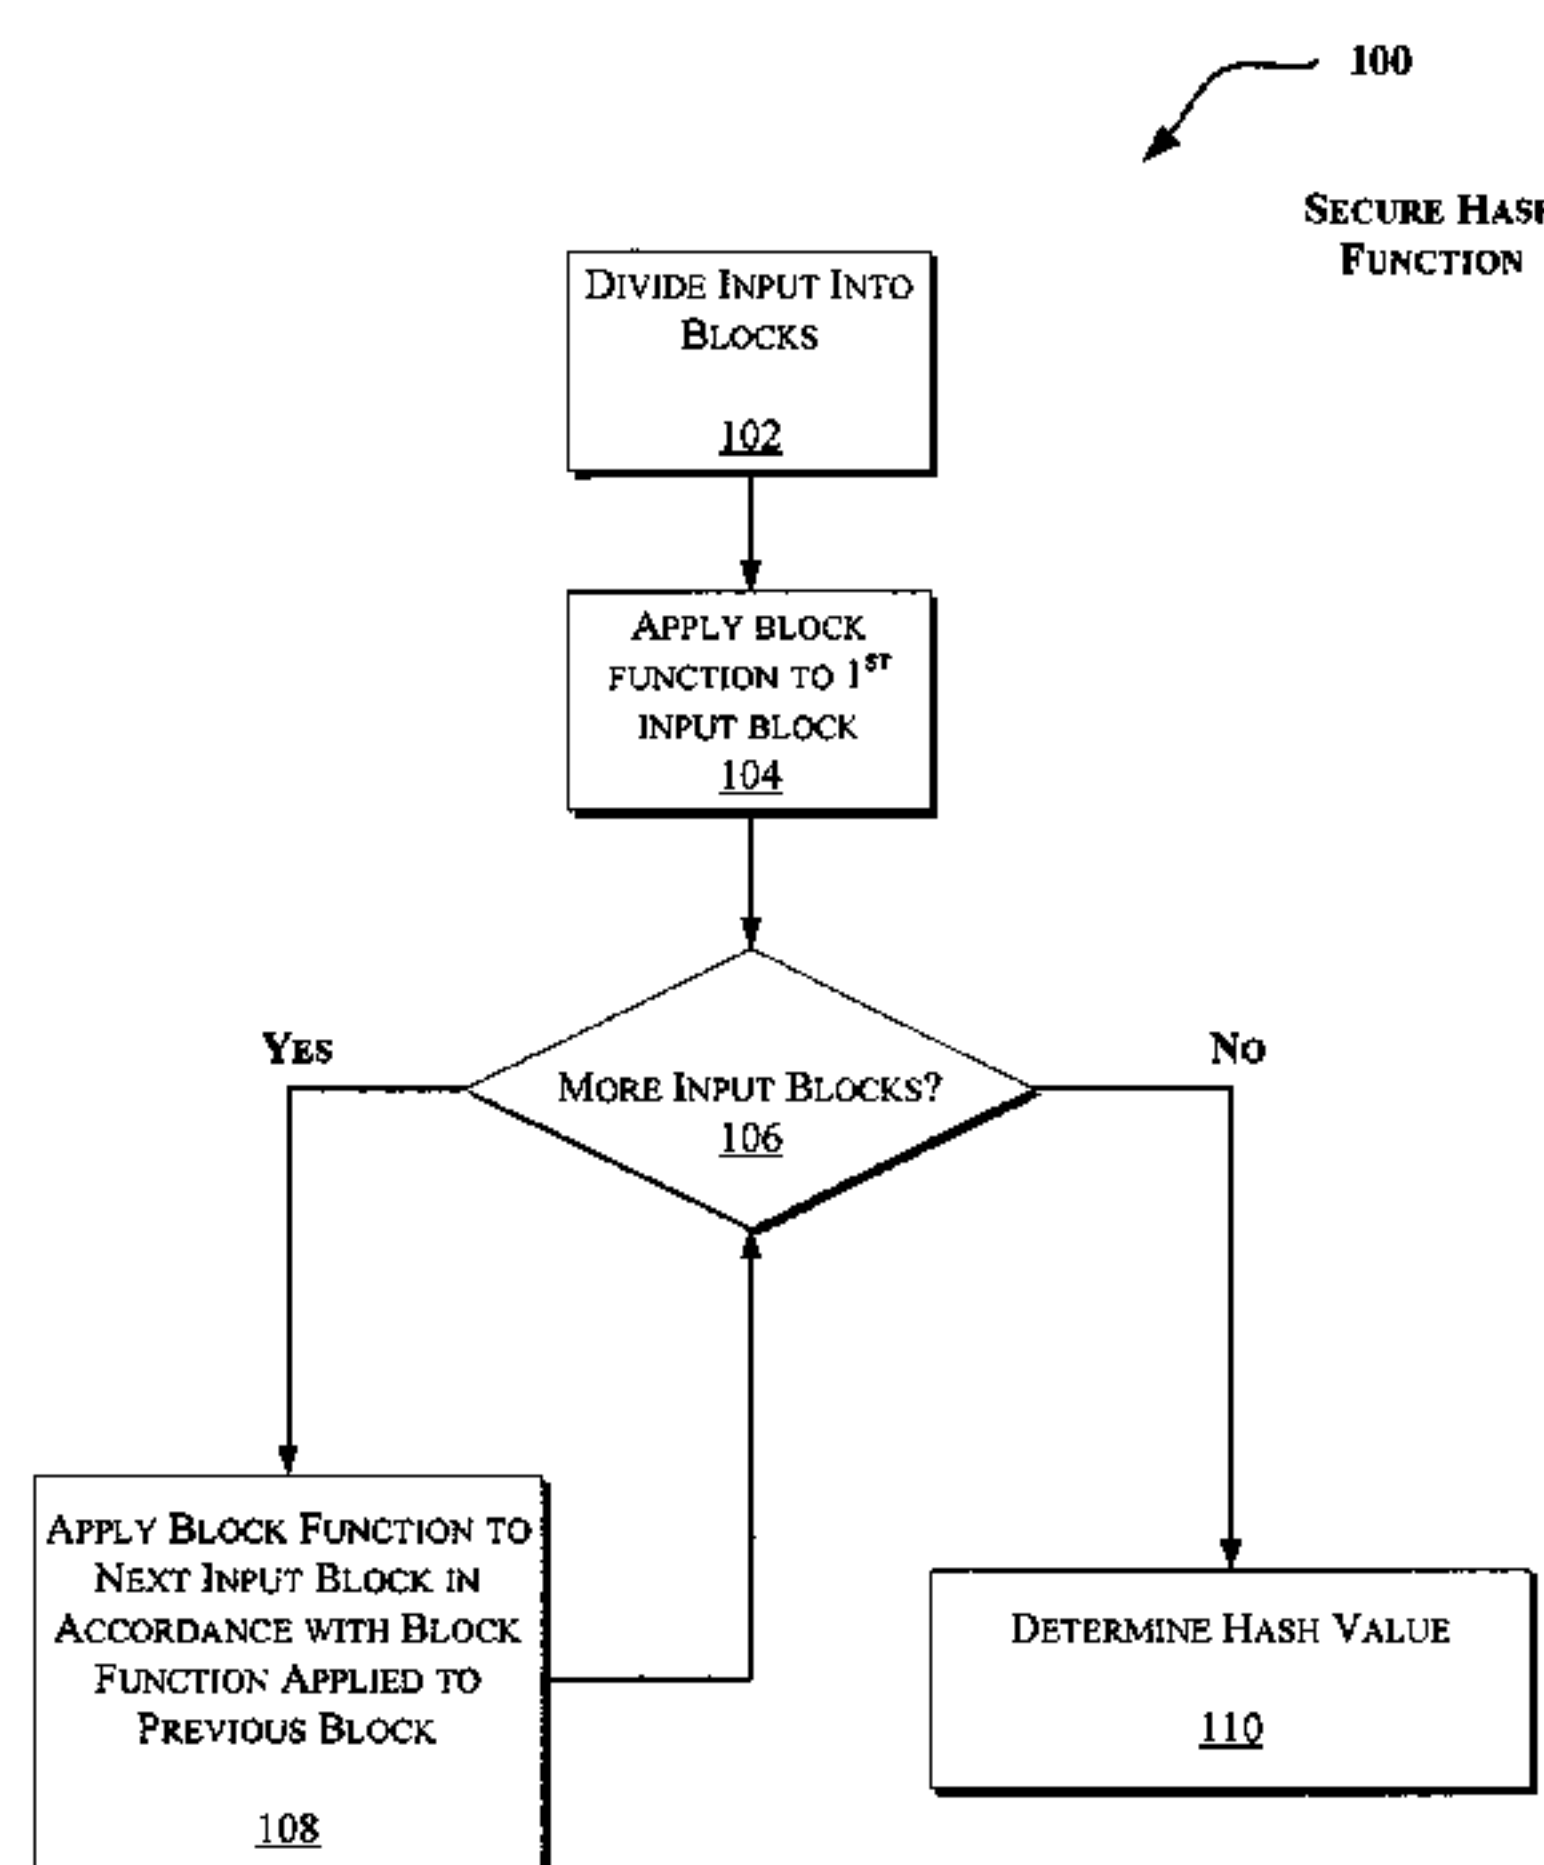 100
SECURE HASH
FUNCTION
DIVIDE INPUT INTO
BLOCKS
102
APPLY BLOCK
FUNCTION TO 1ST
INPUT BLOCK
104
YES
NO
MORE INPUT BLOCKS?
106
APPLY BLOCK FUNCTION TO
NEXT INPUT BLOCK IN
ACCORDANCE WITH BLOCK
FUNCTION APPLIED TO
PREVIOUS BLOCK
108
DETERMINE HASH VALUE
110